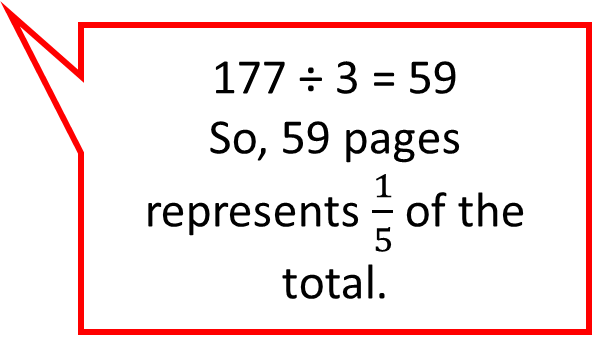 177 ÷ 3 = 59
So, 59 pages
represents 1/5 of the
total.